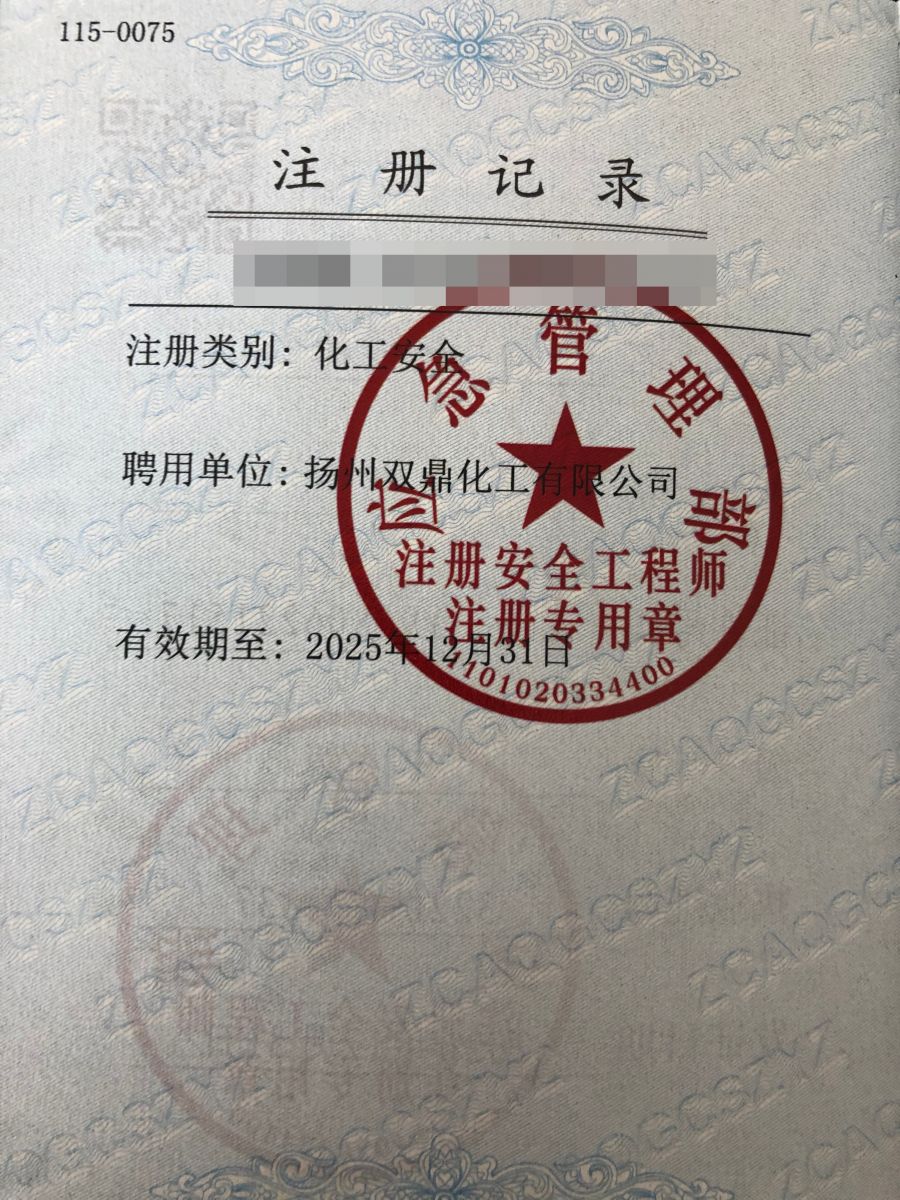 115-0075
注册记录
注册类别：化工安全
聘用单位：扬州双鼎化工有限公司
有效期至：2025年12月31日
应急管理部
注册安全工程师
注册专用章
1101020334400
ZCAQGCSZYZ